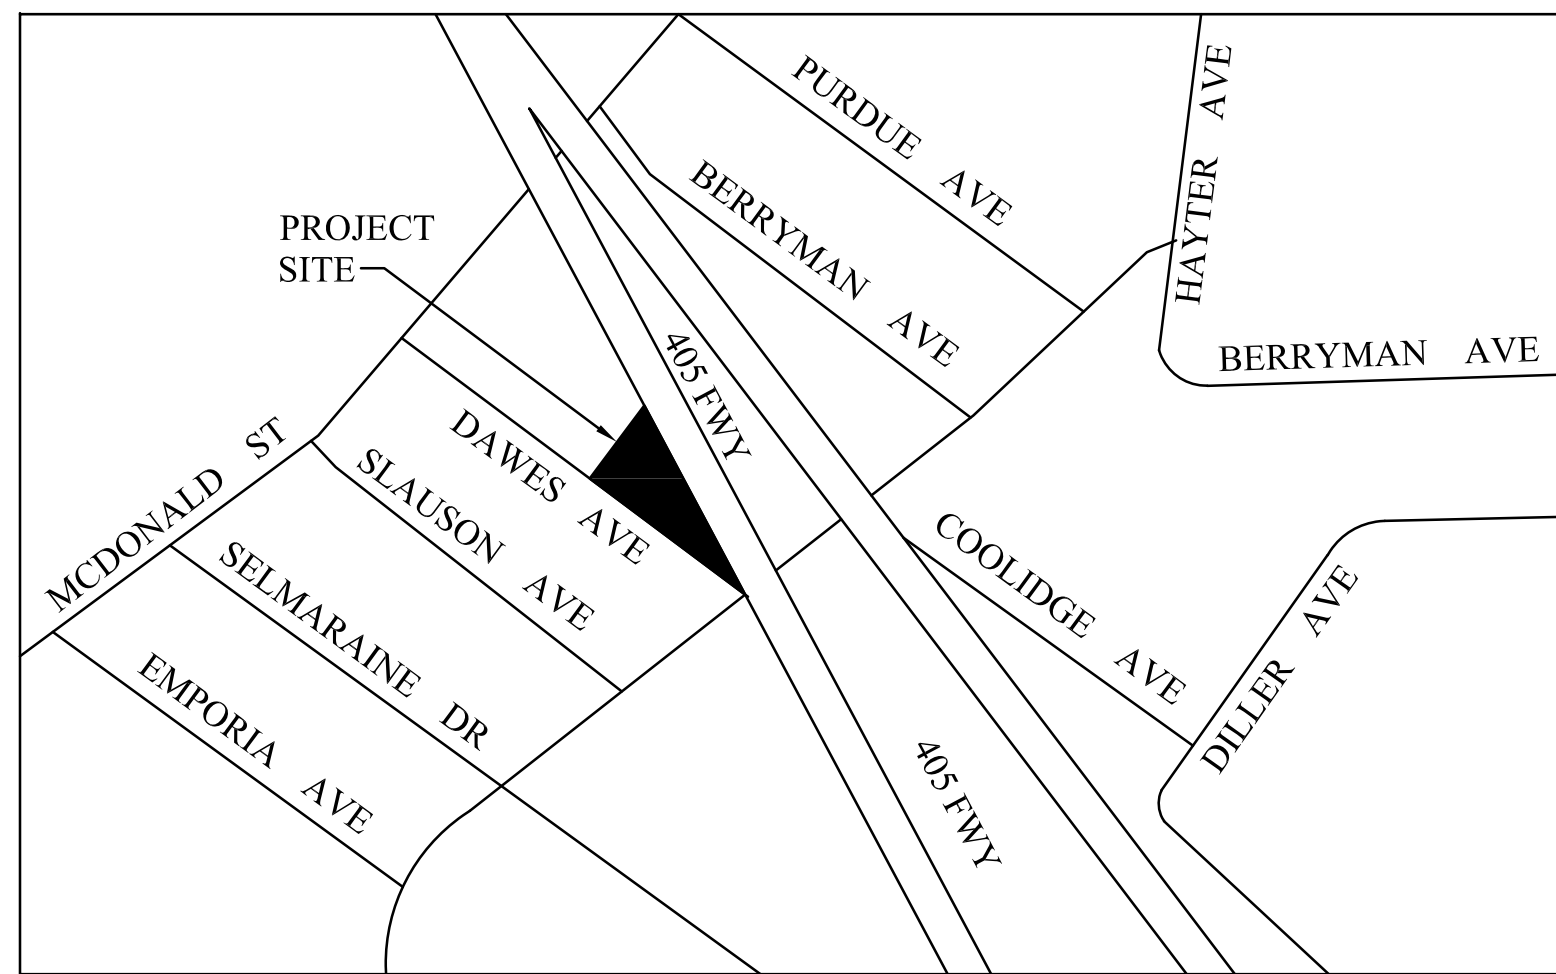 PURDUE AVE
HAYTER AVE
BERRYMAN AVE
PROJECT
SITE
405 FWY
BERRYMAN AVE
DAWES AVE
MCDONALD ST
SLAUSON AVE
COOLIDGE AVE
SELMARAINE DR
DILLER AVE
EMPORIA AVE
405 FWY